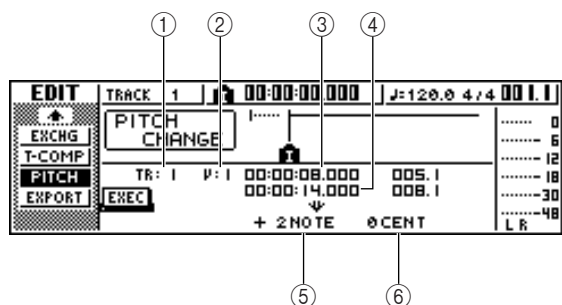 ① ② ③ ④
EDIT TRACK 1 00:00:00.000 ♩=120.0 4/4 001.1
EXCHG PITCH CHANGE 0
T-COMP 6
12
PITCH TR: 1 V: 1 00:00:08.000 005.1 18
EXPORT EXEC 00:00:14.000 008.1 30
48
+ 2NOTE 0CENT L R
⑤ ⑥